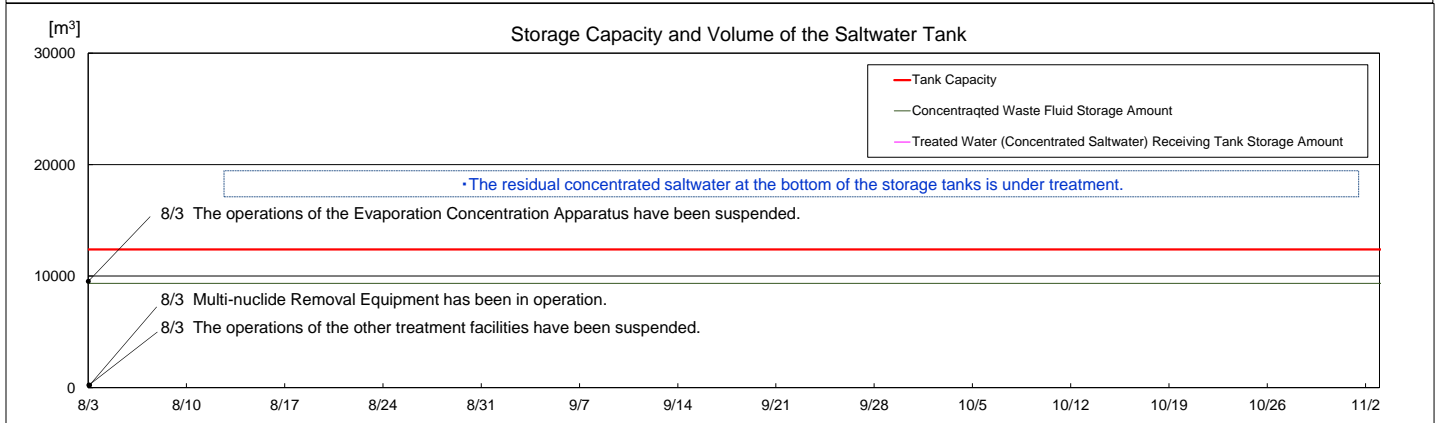 [m³]
Storage Capacity and Volume of the Saltwater Tank
30000
Tank Capacity
Concentraqted Waste Fluid Storage Amount
Treated Water (Concentrated Saltwater) Receiving Tank Storage Amount
20000
・The residual concentrated saltwater at the bottom of the storage tanks is under treatment.
8/3 The operations of the Evaporation Concentration Apparatus have been suspended.
10000
8/3 Multi-nuclide Removal Equipment has been in operation.
8/3 The operations of the other treatment facilities have been suspended.
0
8/3 8/10 8/17 8/24 8/31 9/7 9/14 9/21 9/28 10/5 10/12 10/19 10/26 11/2